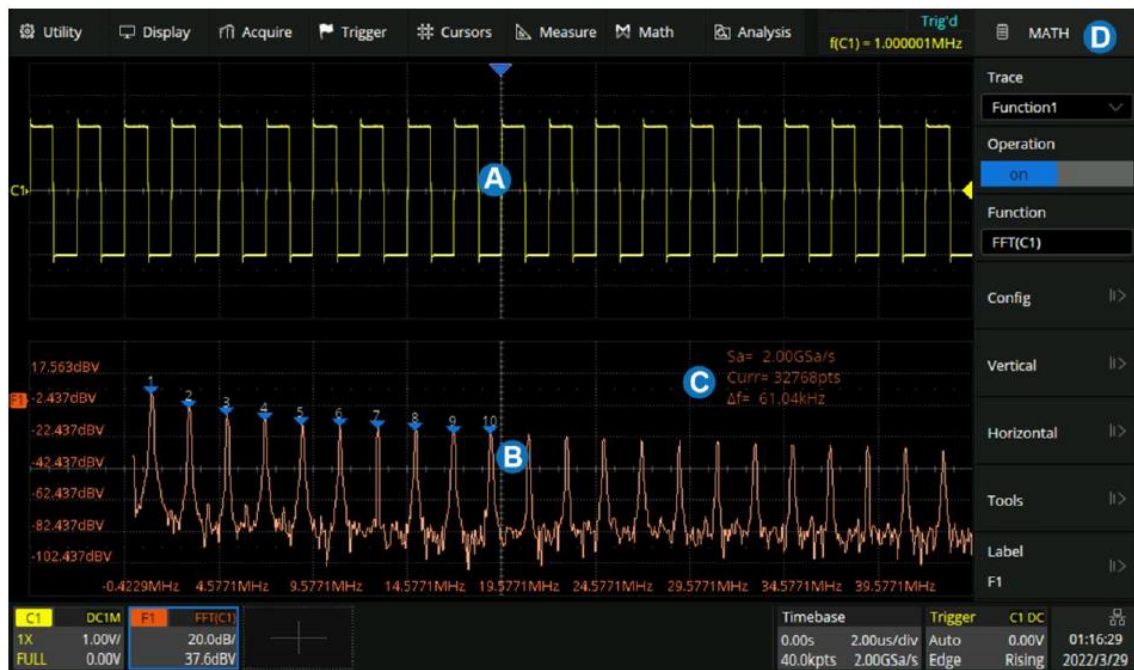 Utility
Display
Acquire
Trigger
Cursors
Measure
Math
Analysis
Trig'd
f(C1) = 1.000001MHz
MATH
D
Trace
Function1
Operation
on
Function
FFT(C1)
Config
Vertical
Horizontal
Tools
Label
F1
C1
A
17.563dBV
-2.437dBV
-22.437dBV
-42.437dBV
-62.437dBV
-82.437dBV
-102.437dBV
F1
1 2 3 4 5 6 7 8 9 10
B
C
Sa= 2.00GSa/s
Curr= 32768pts
Δf= 61.04kHz
-0.42229MHz 4.5771MHz 9.5771MHz 14.5771MHz 19.5771MHz 24.5771MHz 29.5771MHz 34.5771MHz 39.5771MHz
C1 DC1M
1X 1.00V/
FULL 0.00V
F1 FFT(C1)
20.0dB/
37.6dBV
Timebase
0.00s 2.00us/div
40.0kpts 2.00GSa/s
Trigger C1 DC
Auto 0.00V
Edge Rising
01:16:29
2022/3/29